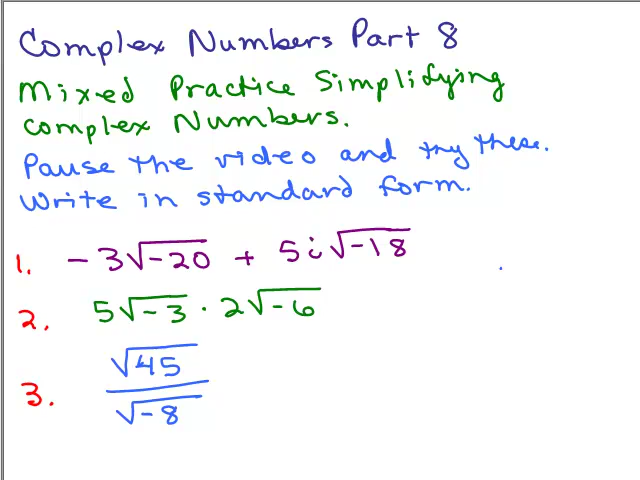 Complex Numbers Part 8
Mixed Practice Simplifying
Complex Numbers.
Pause the video and try these.
Write in standard form.
1. -3√-20 + 5i√-18
2. 5√-3 · 2√-6
3. √45 / √-8